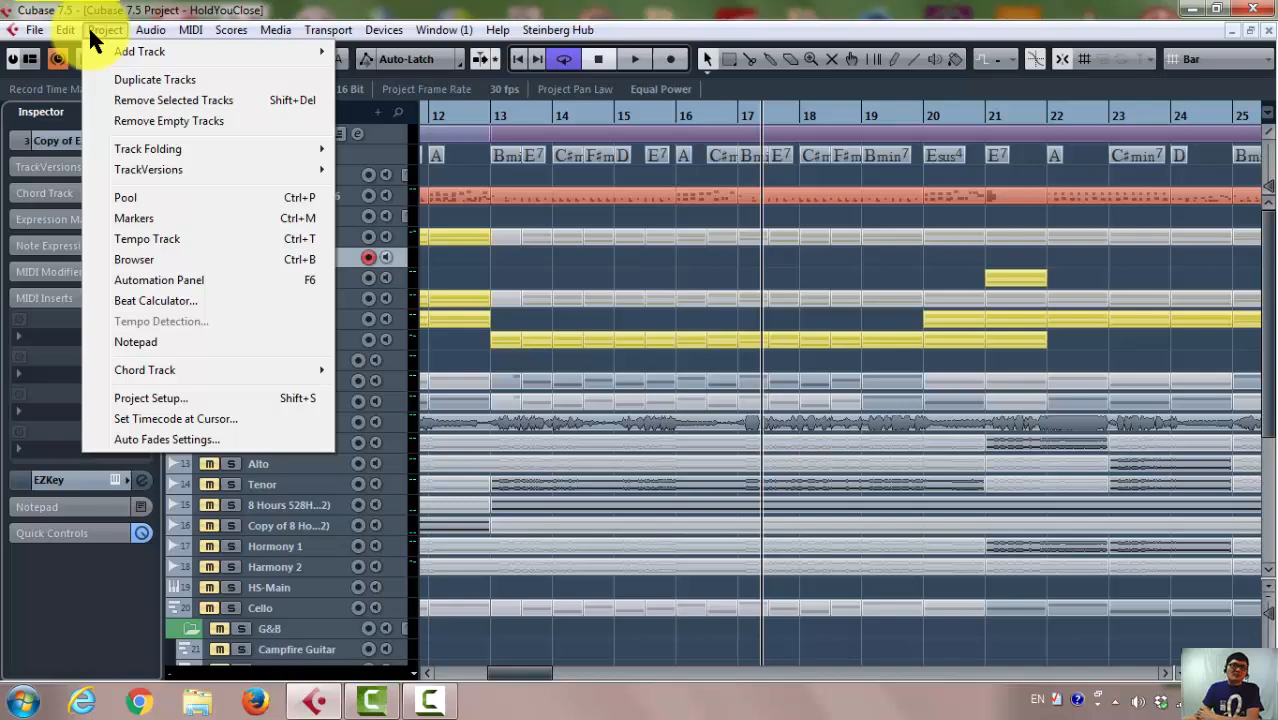 Cubase 7.5 - [Cubase 7.5 Project - HoldYouClose]
File Edit Project Audio MIDI Scores Media Transport Devices Window (1) Help Steinberg Hub
Auto-Latch Bar
Record Time Ma 16 Bit Project Frame Rate 30 fps Project Pan Law Equal Power
Inspector
12 13 14 15 16 17 18 19 20 21 22 23 24 25
3 Copy of E
A E7 D E7 A E7 Bmin7 Esus4 E7 A C#min7 D
TrackVersions
Chord Track
Expression Ma
Note Expressi
MIDI Modifier
MIDI Inserts
Add Track
Duplicate Tracks
Remove Selected Tracks Shift+Del
Remove Empty Tracks
Track Folding
TrackVersions
Pool Ctrl+P
Markers Ctrl+M
Tempo Track Ctrl+T
Browser Ctrl+B
Automation Panel F6
Beat Calculator...
Tempo Detection...
Notepad
Chord Track
Project Setup... Shift+S
Set Timecode at Cursor...
Auto Fades Settings...
13 m S Alto
14 m S Tenor
15 m S 8 Hours 528H...2)
16 m S Copy of 8 Ho...2)
17 m S Hormony 1
18 m S Harmony 2
19 m S HS-Main
20 m S Cello
m S G&B
21 m S Campfire Guitar
EZKey
Notepad
Quick Controls
EN